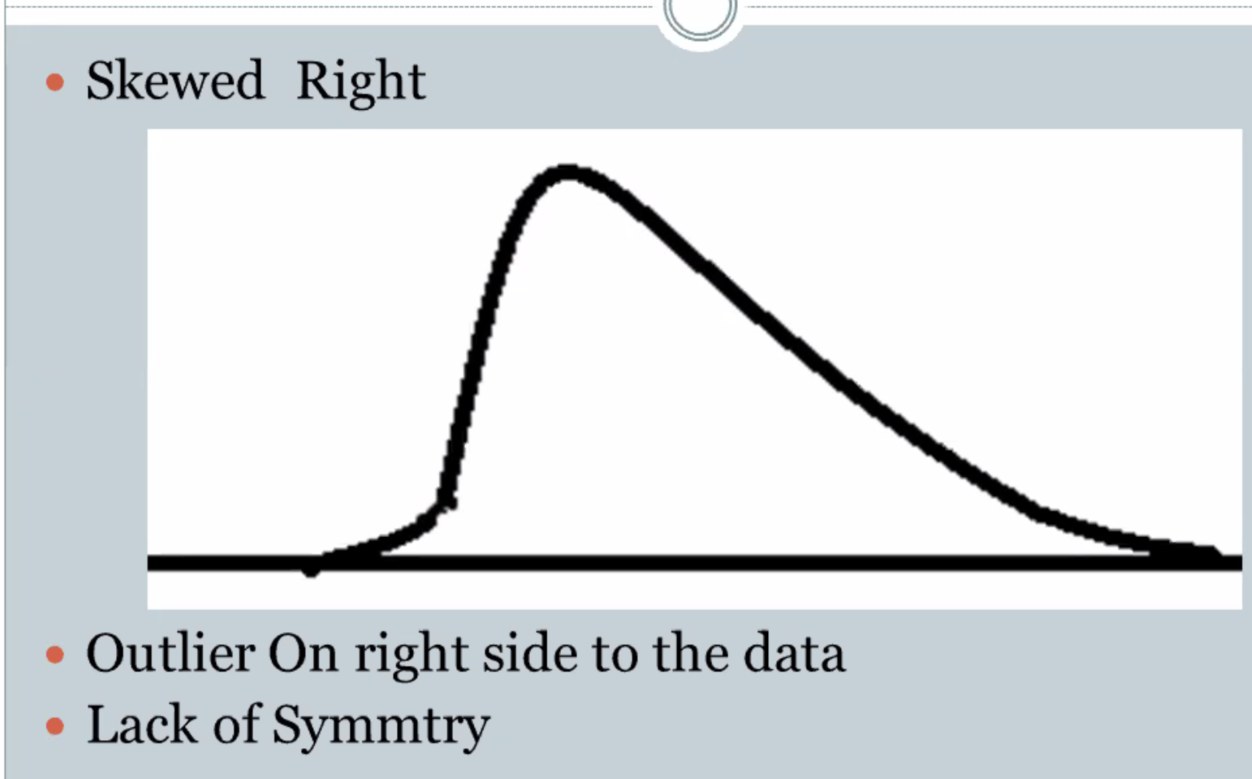 Skewed Right
Outlier On right side to the data
Lack of Symmtry